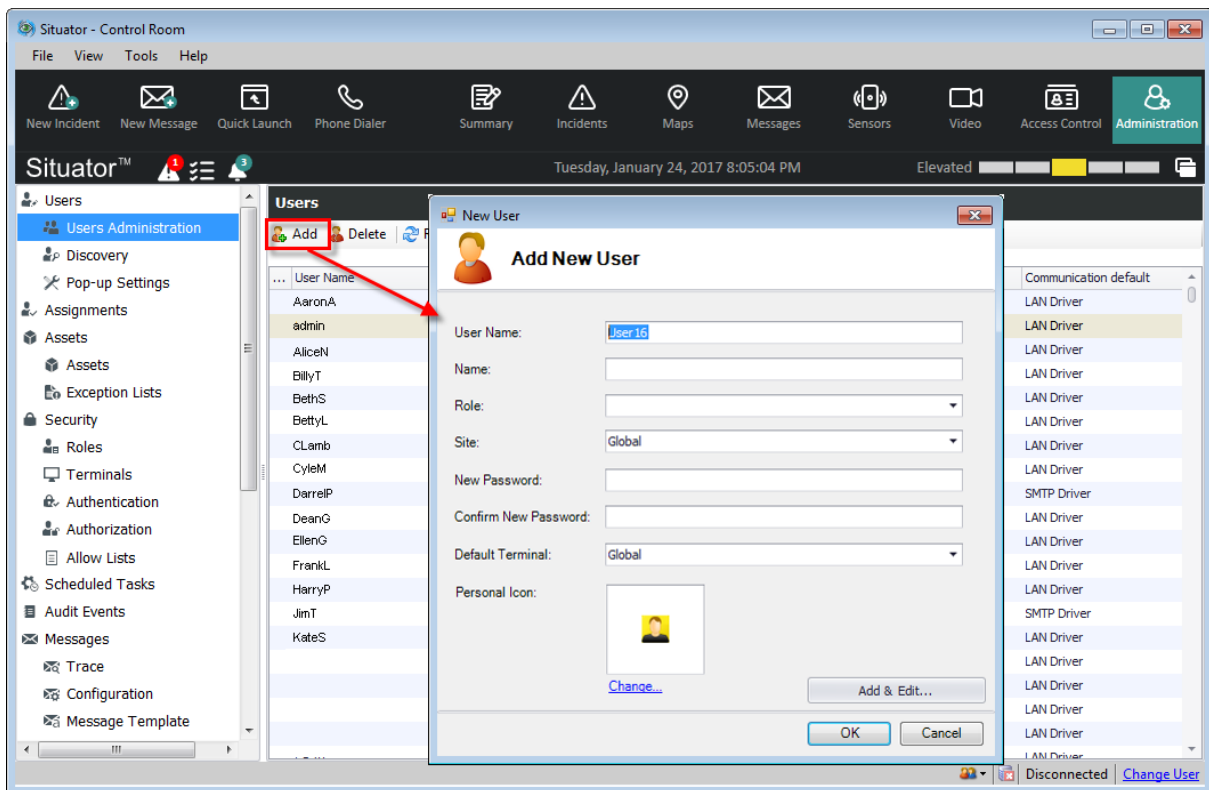 Situator - Control Room
File View Tools Help
New Incident New Message Quick Launch Phone Dialer Summary Incidents Maps Messages Sensors Video Access Control Administration
Situator™ 1 3 Tuesday, January 24, 2017 8:05:04 PM Elevated
Users
Users Administration
Discovery
Pop-up Settings
Assignments
Assets
Assets
Exception Lists
Security
Roles
Terminals
Authentication
Authorization
Allow Lists
Scheduled Tasks
Audit Events
Messages
Trace
Configuration
Message Template
Users
Add Delete
... User Name
AaronA
admin
AliceN
BillyT
BethS
BettyL
CLamb
CyleM
DarrelP
DeanG
EllenG
FrankL
HarryP
JimT
KateS
New User
Add New User
User Name: User16
Name:
Role:
Site: Global
New Password:
Confirm New Password:
Default Terminal: Global
Personal Icon:
Change...
Add & Edit...
OK Cancel
Communication default
LAN Driver
LAN Driver
LAN Driver
LAN Driver
LAN Driver
LAN Driver
LAN Driver
LAN Driver
SMTP Driver
LAN Driver
LAN Driver
LAN Driver
LAN Driver
SMTP Driver
LAN Driver
LAN Driver
LAN Driver
LAN Driver
LAN Driver
LAN Driver
Disconnected Change User